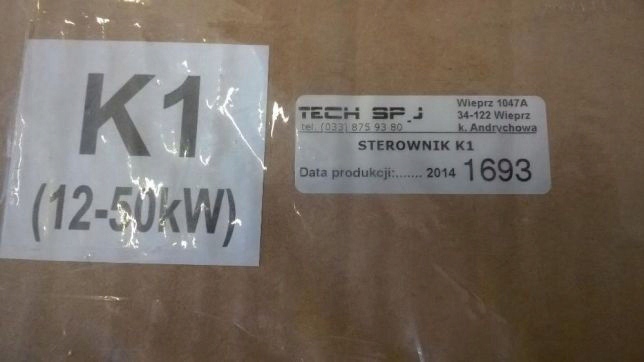 K1
(12-50kW)
TECH SP.J
tel. (033) 875 93 80
Wieprz 1047A
34-122 Wieprz
k. Andrychowa
STEROWNIK K1
Data produkcji:....... 2014 1693